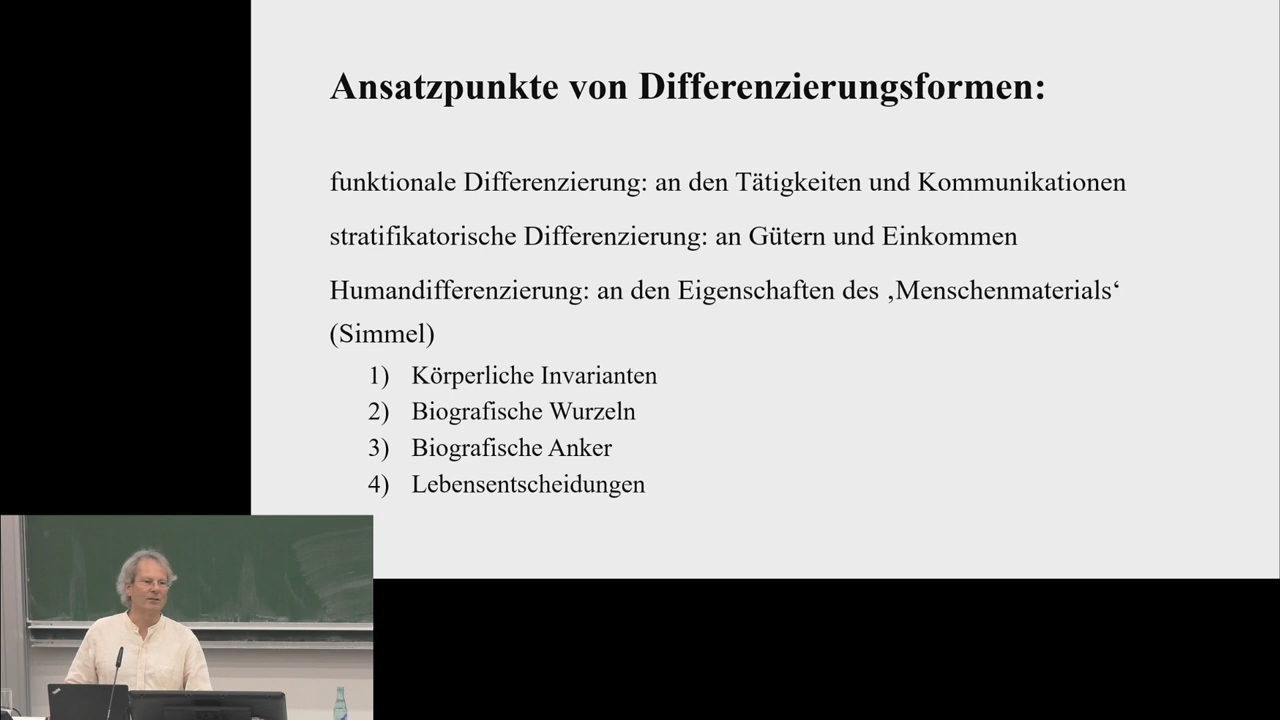 Ansatzpunkte von Differenzierungsformen:
funktionale Differenzierung: an den Tätigkeiten und Kommunikationen
stratifikatorische Differenzierung: an Gütern und Einkommen
Humandifferenzierung: an den Eigenschaften des ‚Menschenmaterials‘
(Simmel)
1) Körperliche Invarianten
2) Biografische Wurzeln
3) Biografische Anker
4) Lebensentscheidungen